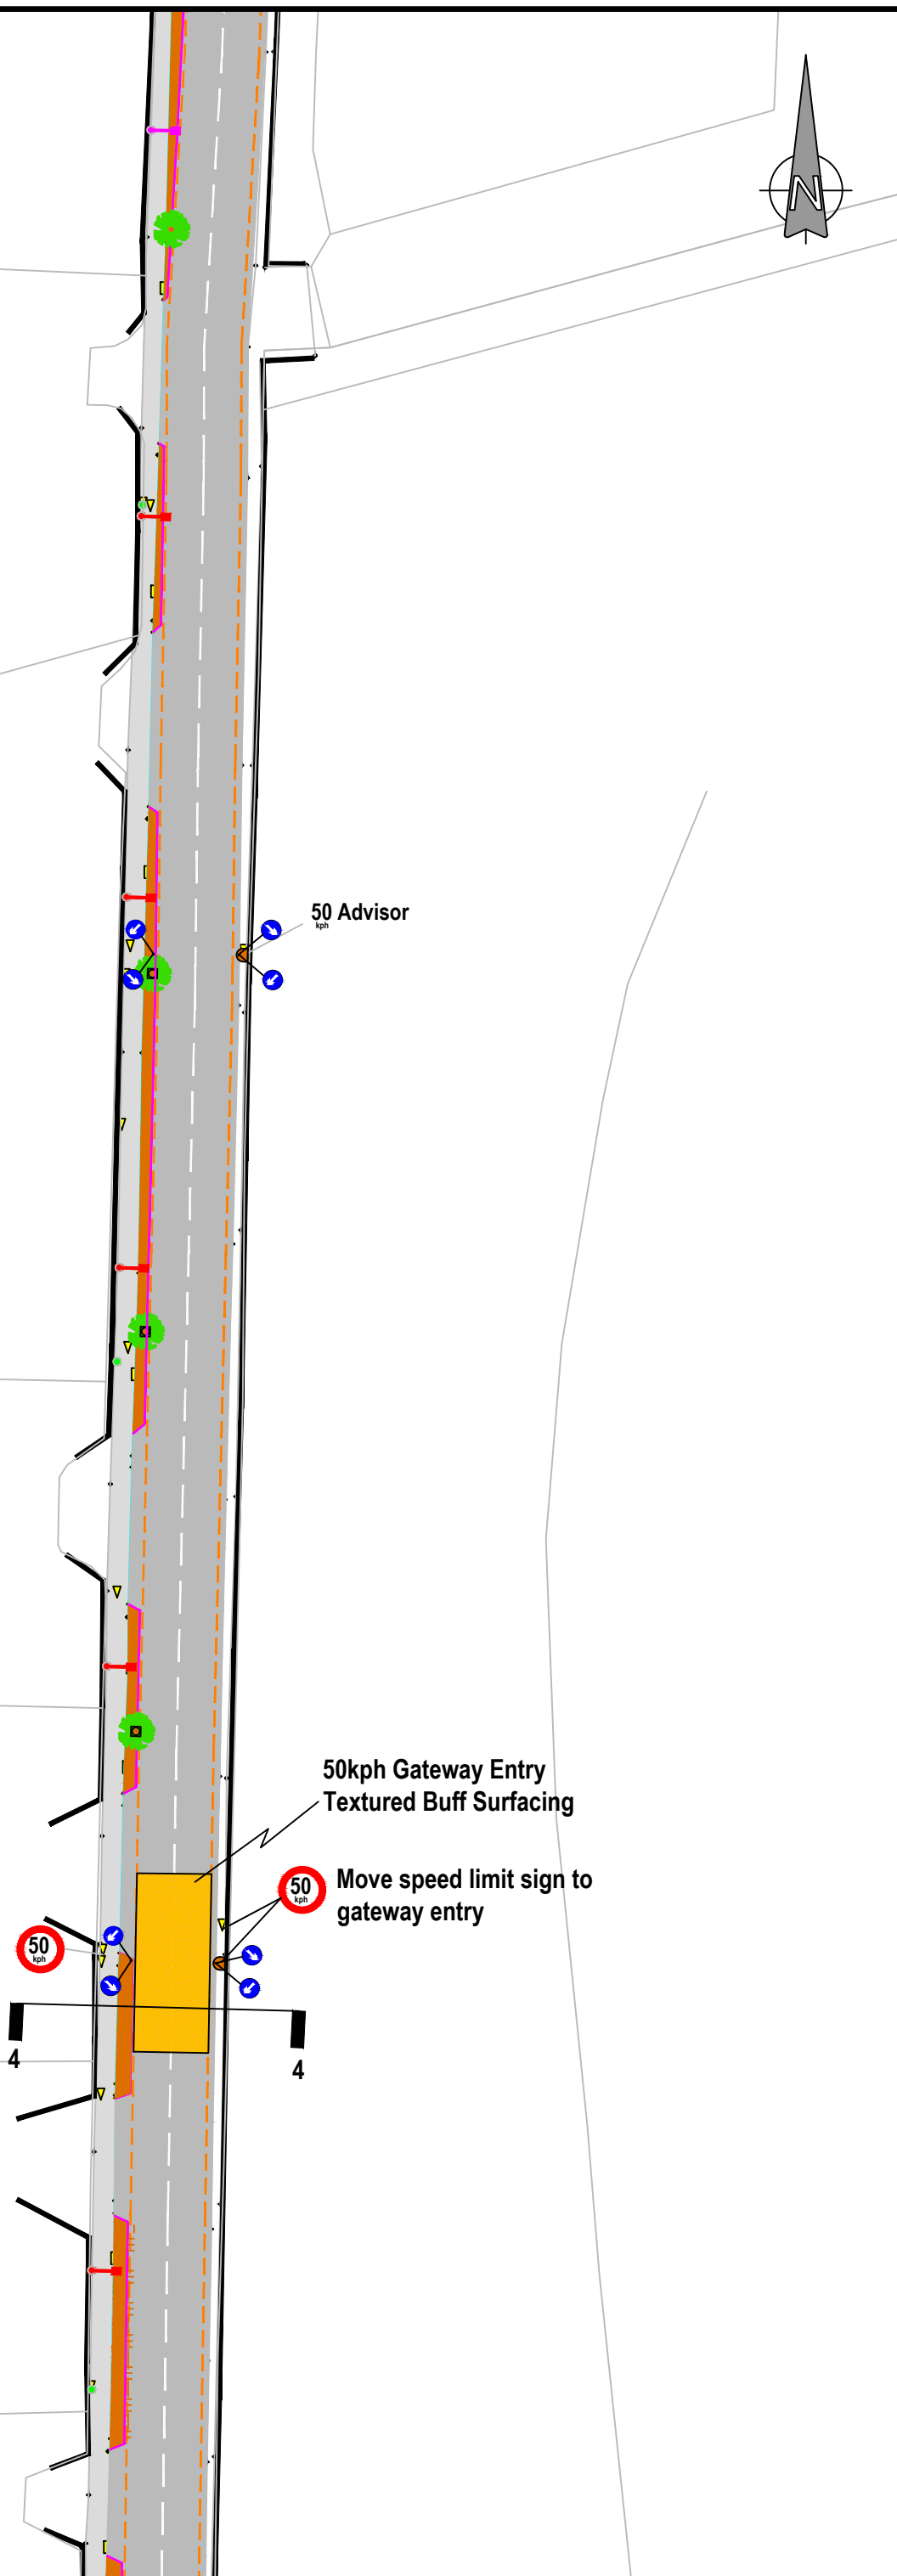 N
50 Advisor
kph
50kph Gateway Entry
Textured Buff Surfacing
50
kph
Move speed limit sign to
gateway entry
50
kph
4
4